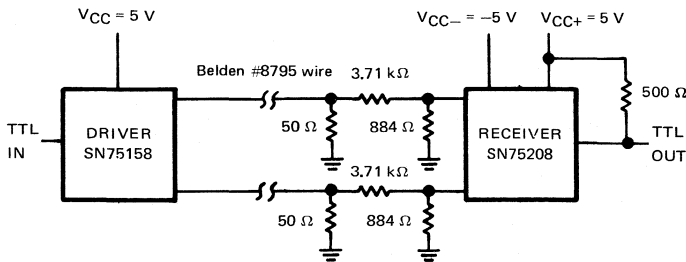 VCC = 5 V
VCC− = −5 V
VCC+ = 5 V
Belden #8795 wire
3.71 kΩ
500 Ω
TTL
IN
DRIVER
SN75158
50 Ω
884 Ω
RECEIVER
SN75208
TTL
OUT
3.71 kΩ
50 Ω
884 Ω